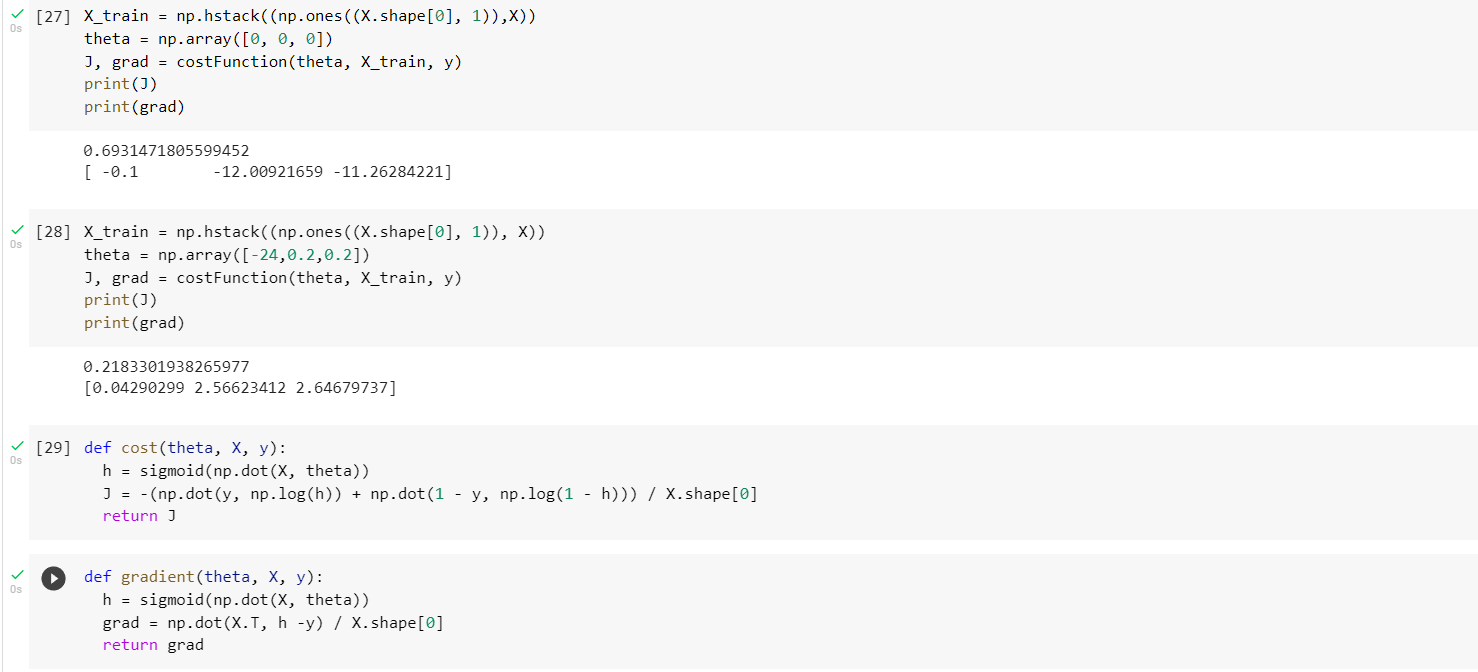 0s
[27] X_train = np.hstack((np.ones((X.shape[0], 1)),X))
theta = np.array([0, 0, 0])
J, grad = costFunction(theta, X_train, y)
print(J)
print(grad)
0.6931471805599452
[ -0.1        -12.00921659 -11.26284221]
0s
[28] X_train = np.hstack((np.ones((X.shape[0], 1)), X))
theta = np.array([-24,0.2,0.2])
J, grad = costFunction(theta, X_train, y)
print(J)
print(grad)
0.2183301938265977
[0.04290299 2.56623412 2.64679737]
0s
[29] def cost(theta, X, y):
  h = sigmoid(np.dot(X, theta))
  J = -(np.dot(y, np.log(h)) + np.dot(1 - y, np.log(1 - h))) / X.shape[0]
  return J
0s
def gradient(theta, X, y):
  h = sigmoid(np.dot(X, theta))
  grad = np.dot(X.T, h -y) / X.shape[0]
  return grad